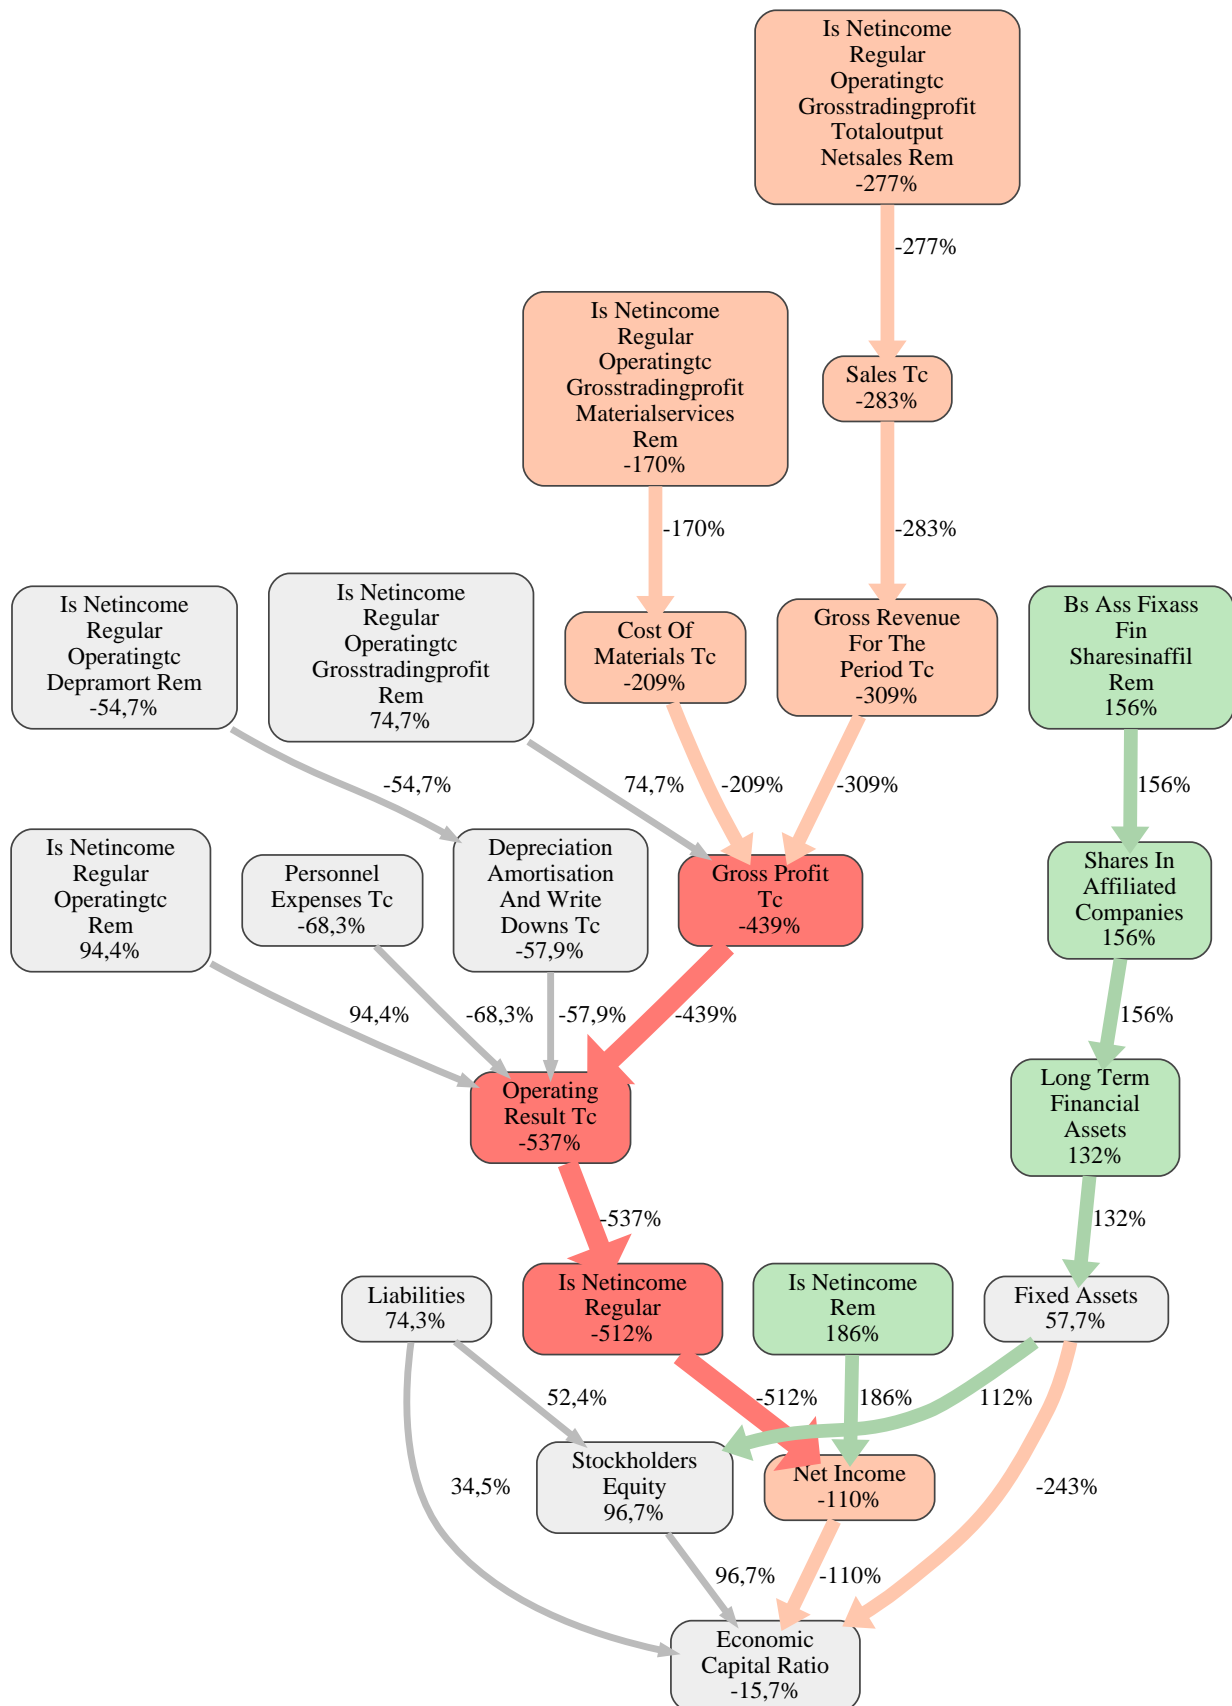 Is Netincome
Regular
Operatingtc
Grosstradingprofit
Totaloutput
Netsales Rem
-277%
-277%
Is Netincome
Regular
Operatingtc
Grosstradingprofit
Materialservices
Rem
-170%
Sales Tc
-283%
-170%
-283%
Is Netincome
Regular
Operatingtc
Depramort Rem
-54,7%
Is Netincome
Regular
Operatingtc
Grosstradingprofit
Rem
74,7%
Cost Of
Materials Tc
-209%
Gross Revenue
For The
Period Tc
-309%
Bs Ass Fixass
Fin
Sharesinaffil
Rem
156%
-54,7%
74,7%
-209%
-309%
156%
Is Netincome
Regular
Operatingtc
Rem
94,4%
Personnel
Expenses Tc
-68,3%
Depreciation
Amortisation
And Write
Downs Tc
-57,9%
Gross Profit
Tc
-439%
Shares In
Affiliated
Companies
156%
94,4%
-68,3%
-57,9%
-439%
156%
Operating
Result Tc
-537%
Long Term
Financial
Assets
132%
-537%
132%
Liabilities
74,3%
Is Netincome
Regular
-512%
Is Netincome
Rem
186%
Fixed Assets
57,7%
52,4%
-512%
186%
112%
34,5%
Stockholders
Equity
96,7%
Net Income
-110%
-243%
96,7%
-110%
Economic
Capital Ratio
-15,7%